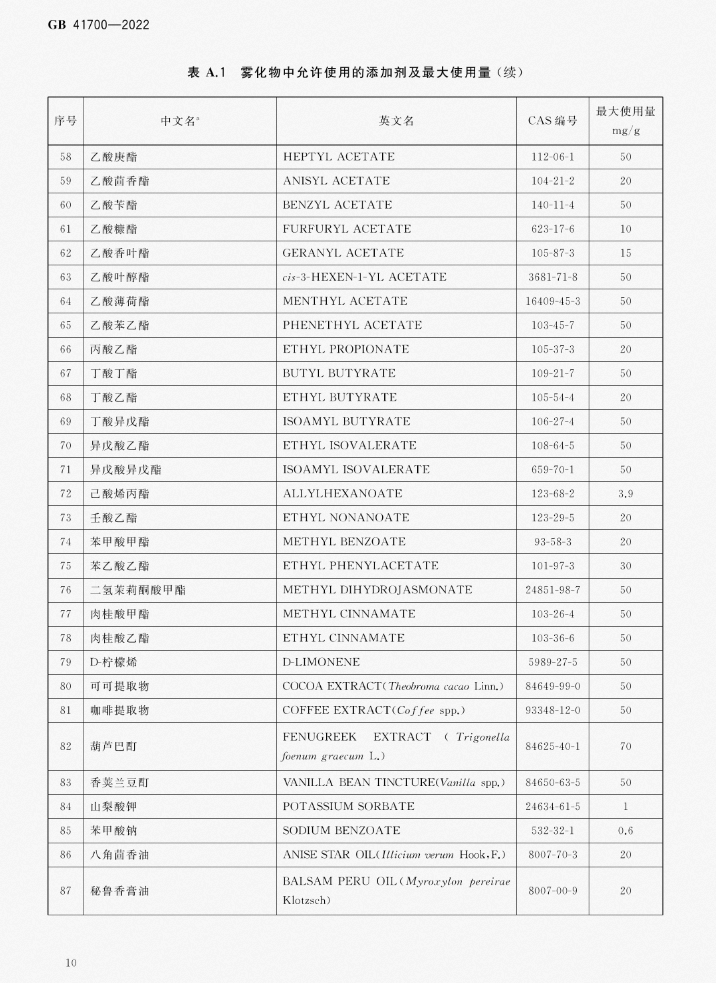 GB 41700—2022
表 A.1 雾化物中允许使用的添加剂及最大使用量（续）
序号 中文名ª 英文名 CAS 编号 最大使用量 mg/g
58 乙酸庚酯 HEPTYL ACETATE 112-06-1 50
59 乙酸茴香酯 ANISYL ACETATE 104-21-2 20
60 乙酸苄酯 BENZYL ACETATE 140-11-4 50
61 乙酸糠酯 FURFURYL ACETATE 623-17-6 10
62 乙酸香叶酯 GERANYL ACETATE 105-87-3 15
63 乙酸叶醇酯 cis-3-HEXEN-1-YL ACETATE 3681-71-8 50
64 乙酸薄荷酯 MENTHYL ACETATE 16409-45-3 50
65 乙酸苯乙酯 PHENETHYL ACETATE 103-45-7 50
66 丙酸乙酯 ETHYL PROPIONATE 105-37-3 20
67 丁酸丁酯 BUTYL BUTYRATE 109-21-7 50
68 丁酸乙酯 ETHYL BUTYRATE 105-54-4 20
69 丁酸异戊酯 ISOAMYL BUTYRATE 106-27-4 50
70 异戊酸乙酯 ETHYL ISOVALERATE 108-64-5 50
71 异戊酸异戊酯 ISOAMYL ISOVALERATE 659-70-1 50
72 己酸烯丙酯 ALLYLHEXANOATE 123-68-2 3.9
73 壬酸乙酯 ETHYL NONANOATE 123-29-5 20
74 苯甲酸甲酯 METHYL BENZOATE 93-58-3 20
75 苯乙酸乙酯 ETHYL PHENYLACETATE 101-97-3 30
76 二氢茉莉酮酸甲酯 METHYL DIHYDROJASMONATE 24851-98-7 50
77 肉桂酸甲酯 METHYL CINNAMATE 103-26-4 50
78 肉桂酸乙酯 ETHYL CINNAMATE 103-36-6 50
79 D-柠檬烯 D-LIMONENE 5989-27-5 50
80 可可提取物 COCOA EXTRACT(Theobroma cacao Linn.) 84649-99-0 50
81 咖啡提取物 COFFEE EXTRACT(Coffee spp.) 93348-12-0 50
82 葫芦巴酊 FENUGREEK EXTRACT ( Trigonella
foenum graecum L.) 84625-40-1 70
83 香荚兰豆酊 VANILLA BEAN TINCTURE(Vanilla spp.) 84650-63-5 50
84 山梨酸钾 POTASSIUM SORBATE 24634-61-5 1
85 苯甲酸钠 SODIUM BENZOATE 532-32-1 0.6
86 八角茴香油 ANISE STAR OIL(Illicium verum Hook,F.) 8007-70-3 20
87 秘鲁香膏油 BALSAM PERU OIL(Myroxylon pereirae
Klotzsch) 8007-00-9 20
10